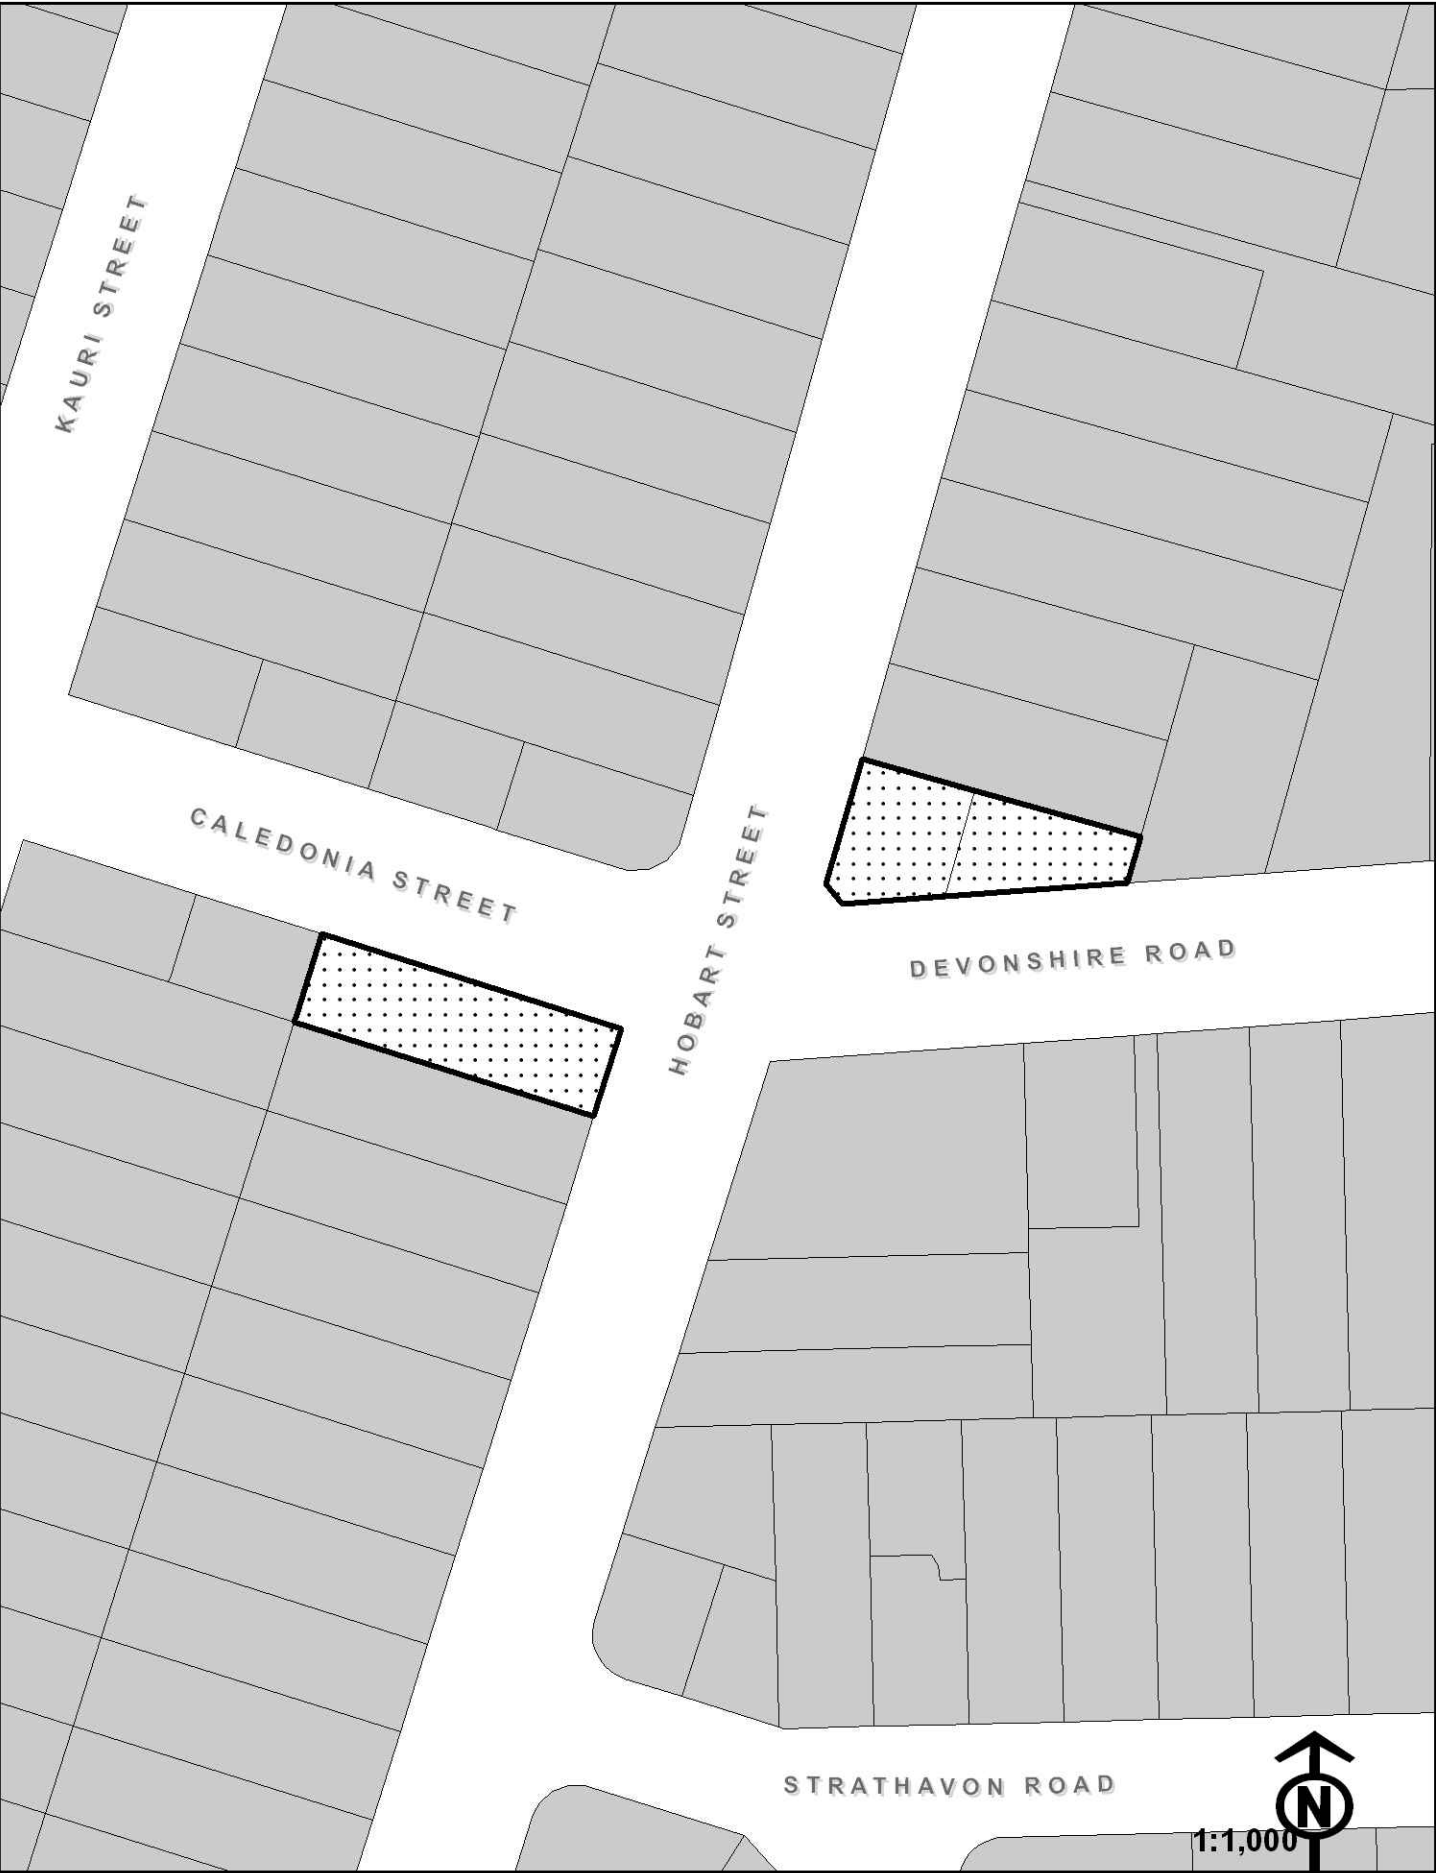 KAURI STREET
CALEDONIA STREET
HOBART STREET
DEVONSHIRE ROAD
STRATHAVON ROAD
N
1:1,000